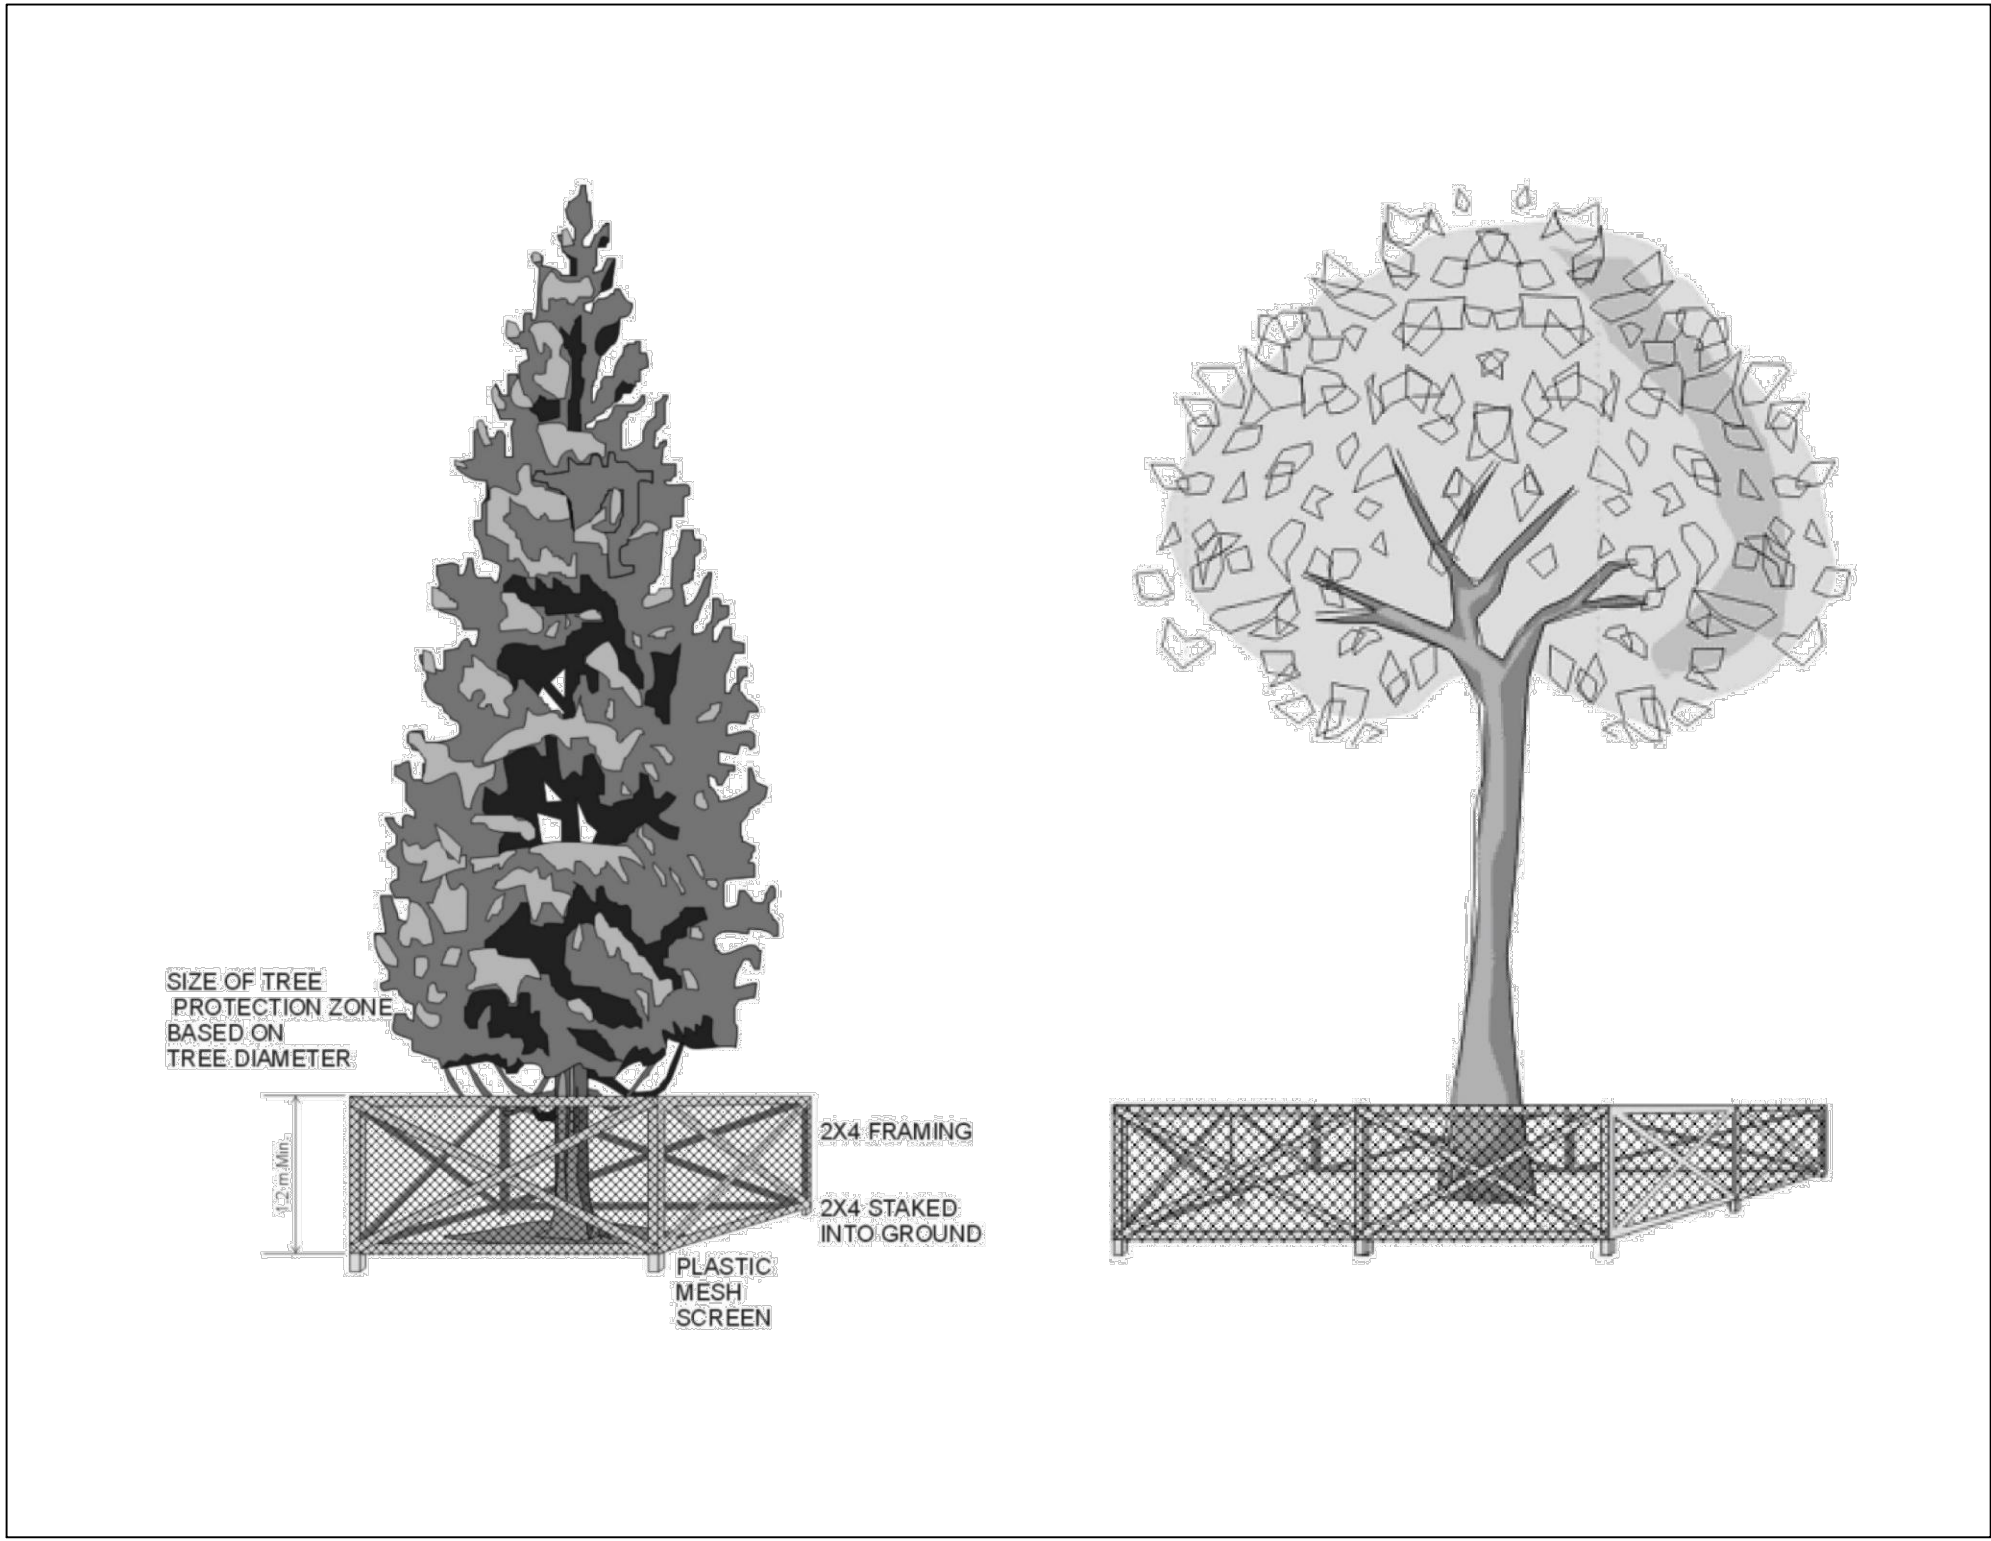 SIZE OF TREE
PROTECTION ZONE
BASED ON
TREE DIAMETER
1.2 m Min
2X4 FRAMING
2X4 STAKED
INTO GROUND
PLASTIC
MESH
SCREEN